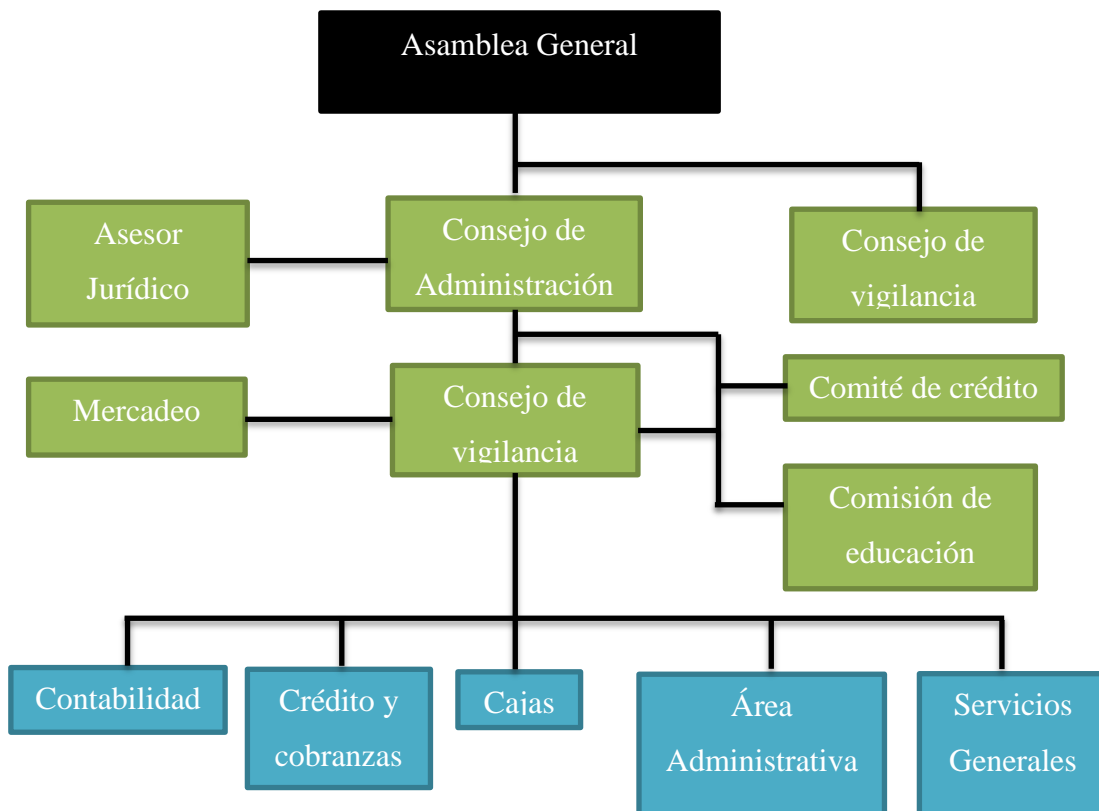 Asamblea General
Asesor
Jurídico
Consejo de
Administración
Consejo de
vigilancia
Mercadeo
Consejo de
vigilancia
Comité de crédito
Comisión de
educación
Contabilidad
Crédito y
cobranzas
Cajas
Área
Administrativa
Servicios
Generales